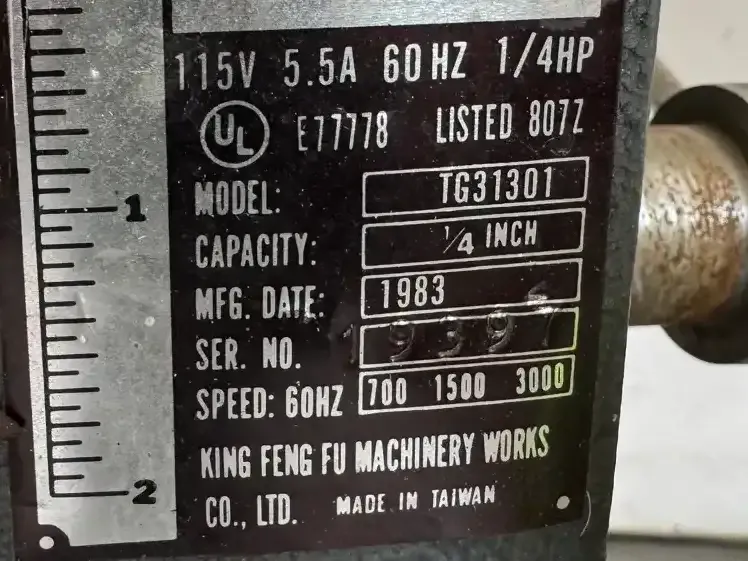 115V 5.5A 60HZ 1/4HP
UL E77778 LISTED 807Z
MODEL: TG31301
CAPACITY: 1/4 INCH
MFG. DATE: 1983
SER. NO.
SPEED: 60HZ 700 1500 3000
KING FENG FU MACHINERY WORKS
CO., LTD. MADE IN TAIWAN
1
2